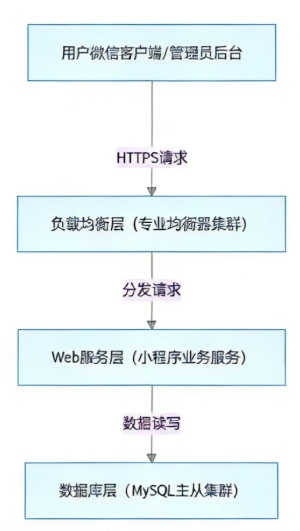 用户微信客户端/管理员后台
HTTPS请求
负载均衡层（专业均衡器集群）
分发请求
Web服务层（小程序业务服务）
数据读写
数据库层（MySQL主从集群）